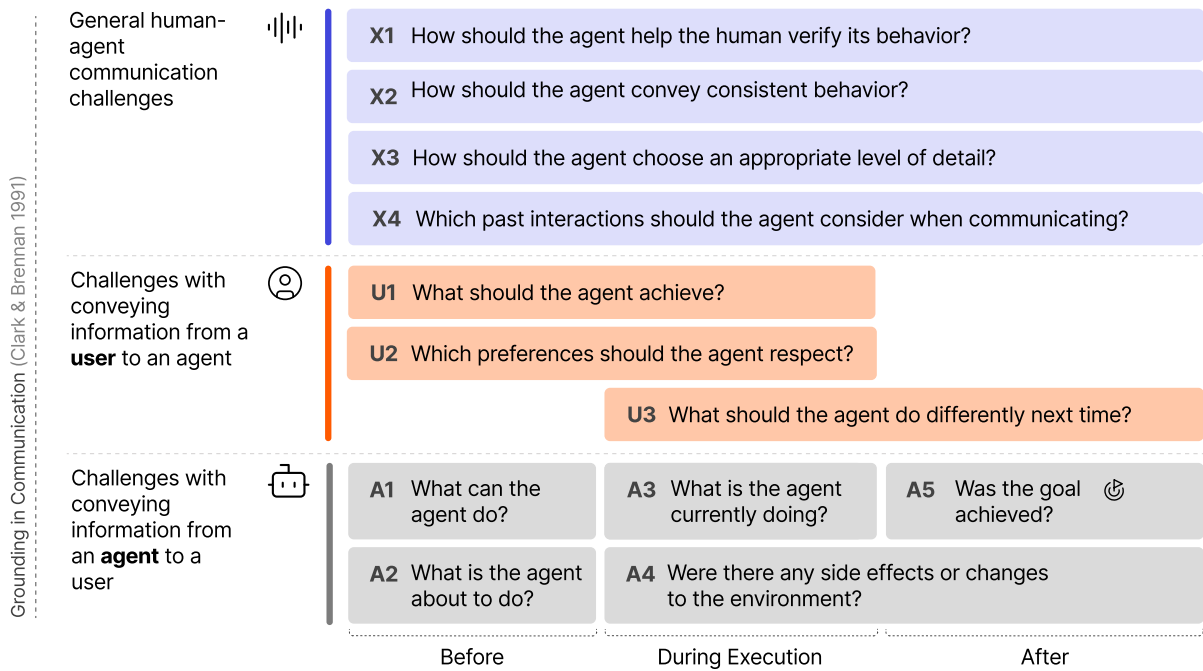 General human-
agent
communication
challenges
X1 How should the agent help the human verify its behavior?
X2 How should the agent convey consistent behavior?
X3 How should the agent choose an appropriate level of detail?
X4 Which past interactions should the agent consider when communicating?
Grounding in Communication (Clark & Brennan 1991)
Challenges with
conveying
information from a
user to an agent
U1 What should the agent achieve?
U2 Which preferences should the agent respect?
U3 What should the agent do differently next time?
Challenges with
conveying
information from
an agent to a
user
A1 What can the
agent do?
A3 What is the agent
currently doing?
A5 Was the goal
achieved?
A2 What is the agent
about to do?
A4 Were there any side effects or changes
to the environment?
Before
During Execution
After